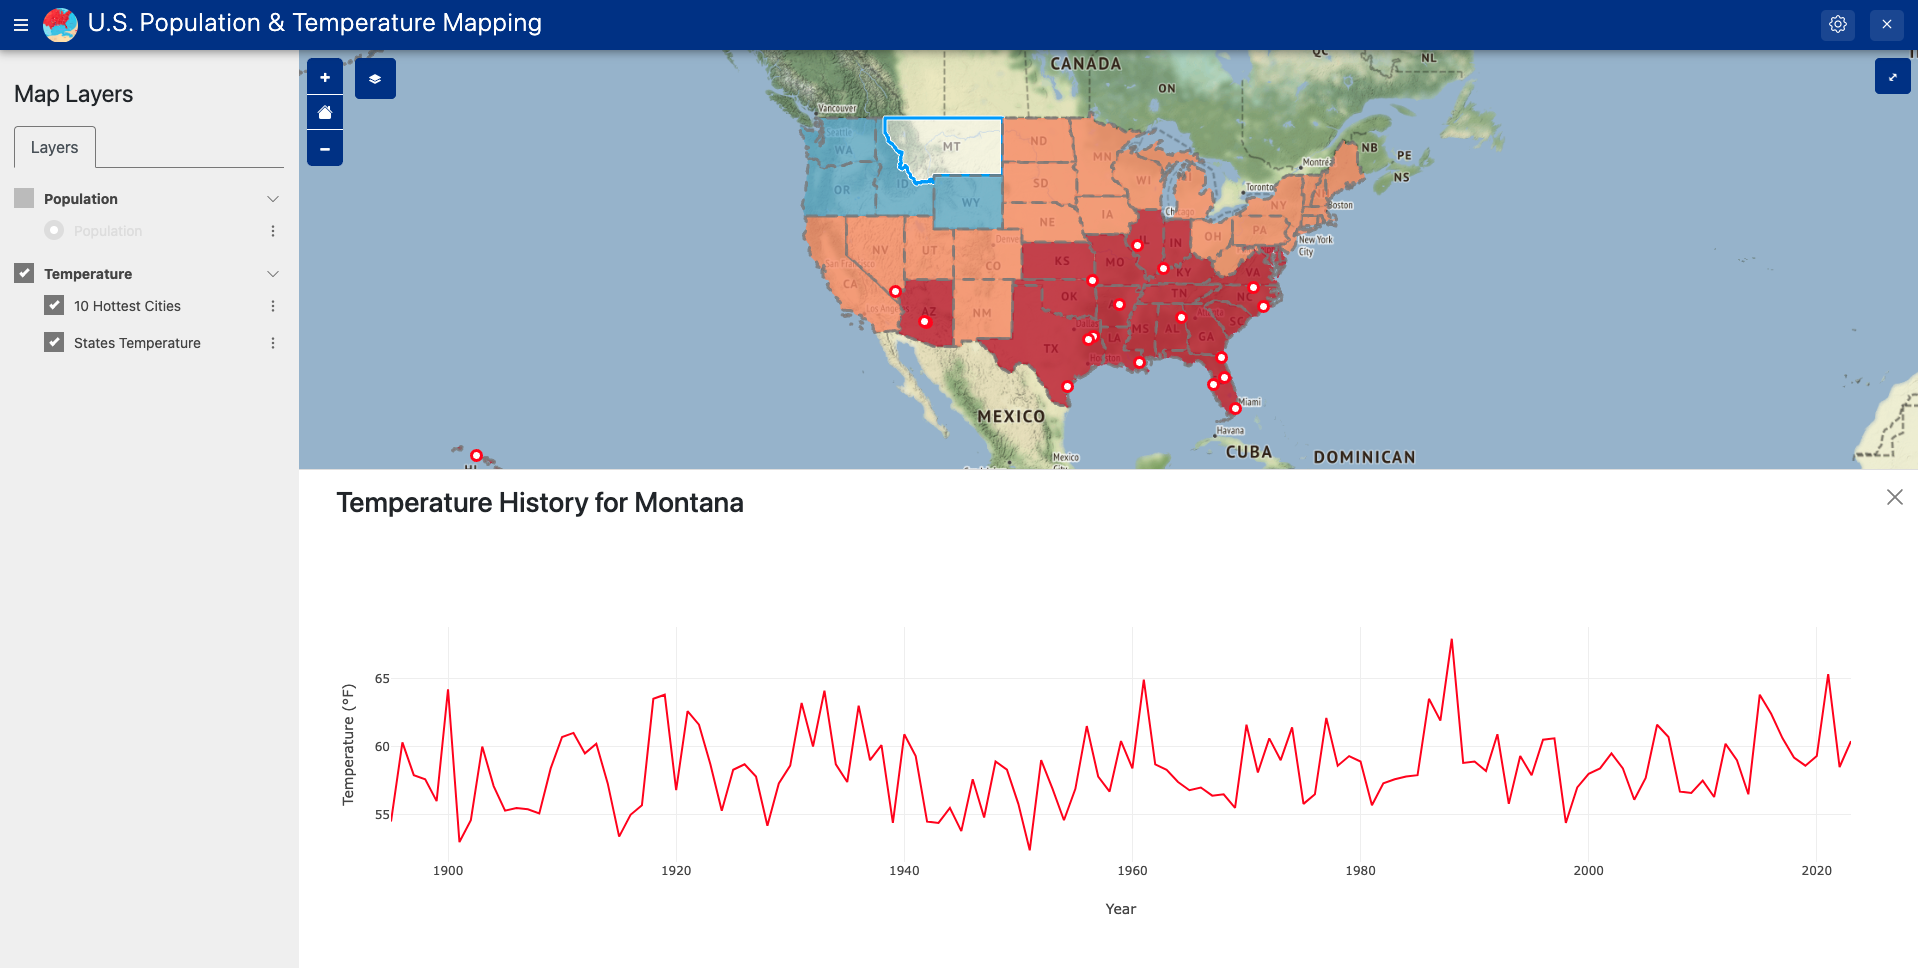 U.S. Population & Temperature Mapping
Map Layers
Layers
Population
Population
Temperature
10 Hottest Cities
States Temperature
CANADA
QC
NL
ON
Vancouver
Seattle
WA
MT
ND
MN
NB
PE
NS
Montréal
OR
ID
SD
WI
MI
Toronto
WY
Chicago
NY
Boston
NE
IA
PA
OH
New York
City
NV
UT
Denver
CO
KS
MO
IL
IN
KY
VA
San Francisco
CA
OK
TN
NC
Los Angeles
AZ
NM
Dallas
MS
AL
Atlanta
SC
GA
TX
LA
Houston
Miami
MEXICO
Havana
CUBA
DOMINICAN
Mexico
City
HI
Temperature History for Montana
Temperature (°F)
65
60
55
1900
1920
1940
1960
1980
2000
2020
Year